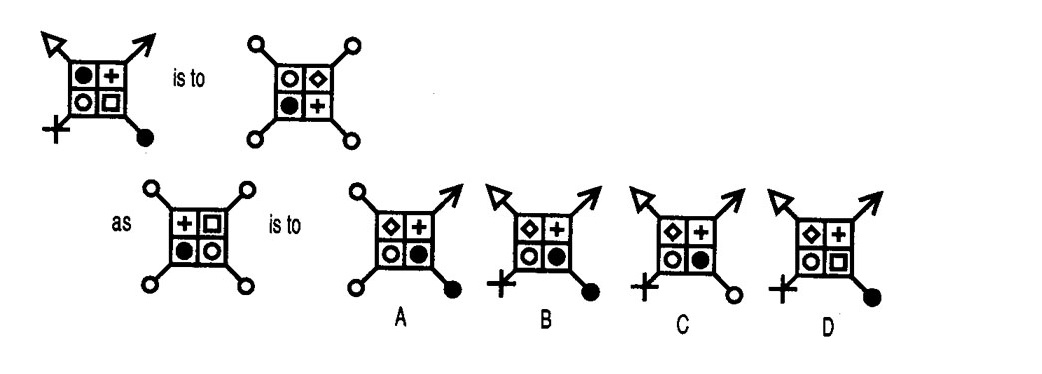 is to
as is to
A B C D